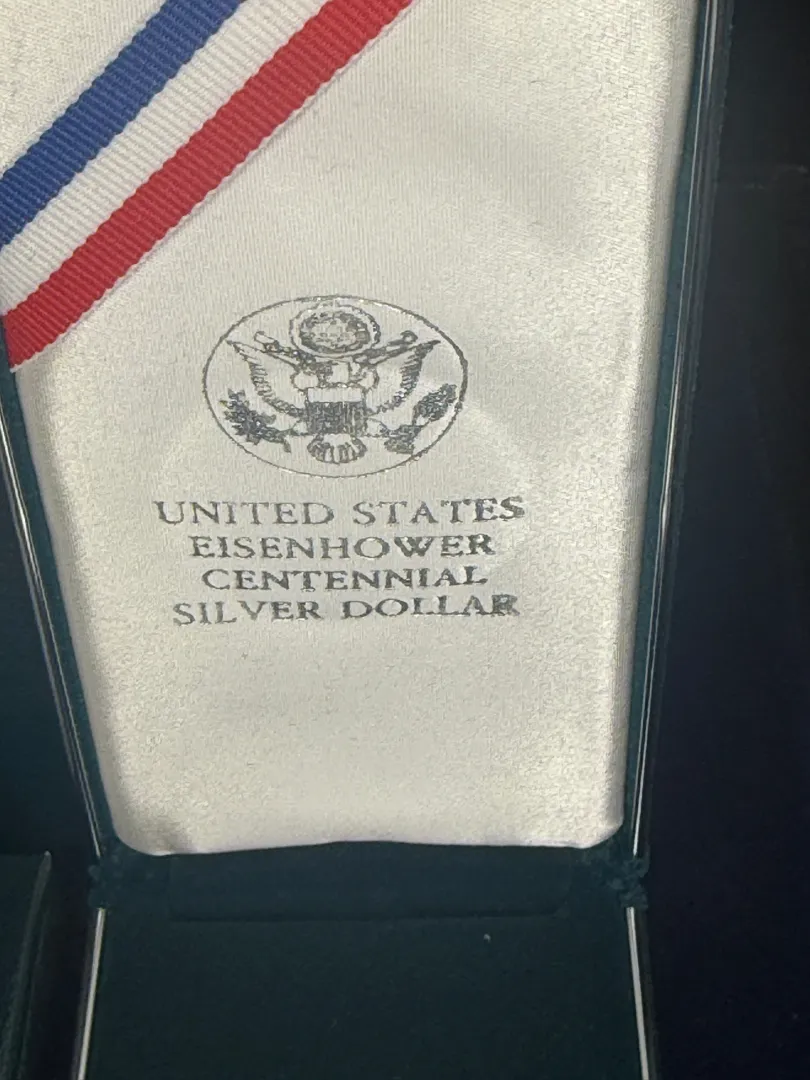 UNITED STATES
EISENHOWER
CENTENNIAL
SILVER DOLLAR